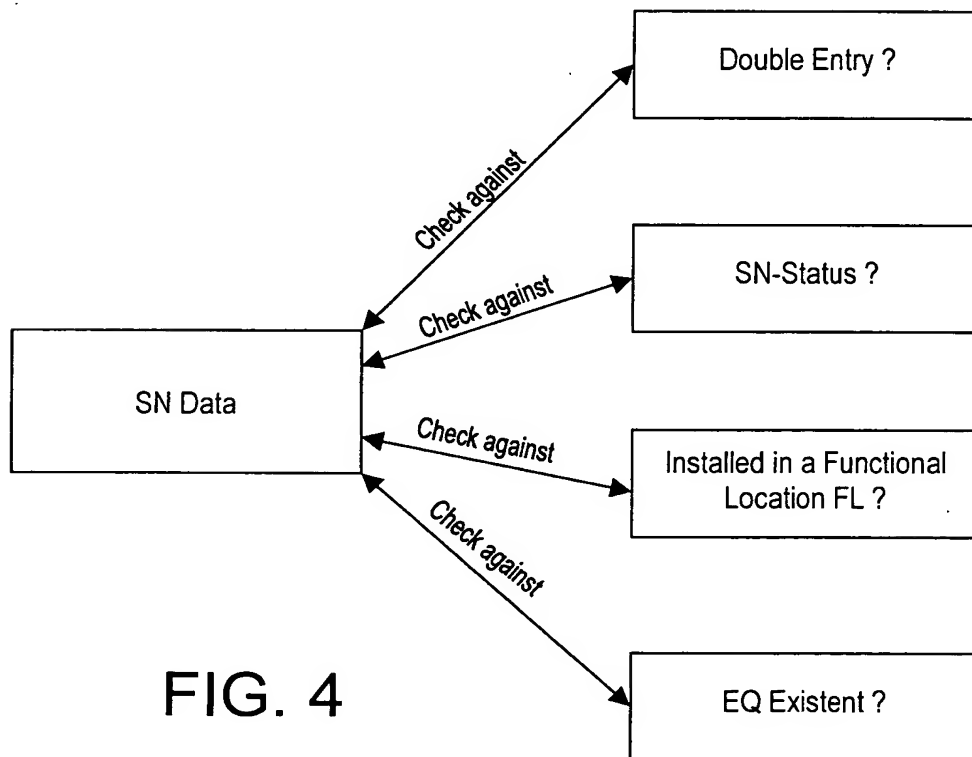 Double Entry ?
Check against
SN-Status ?
Check against
SN Data
Check against
Installed in a Functional
Location FL ?
Check against
EQ Existent ?
FIG. 4